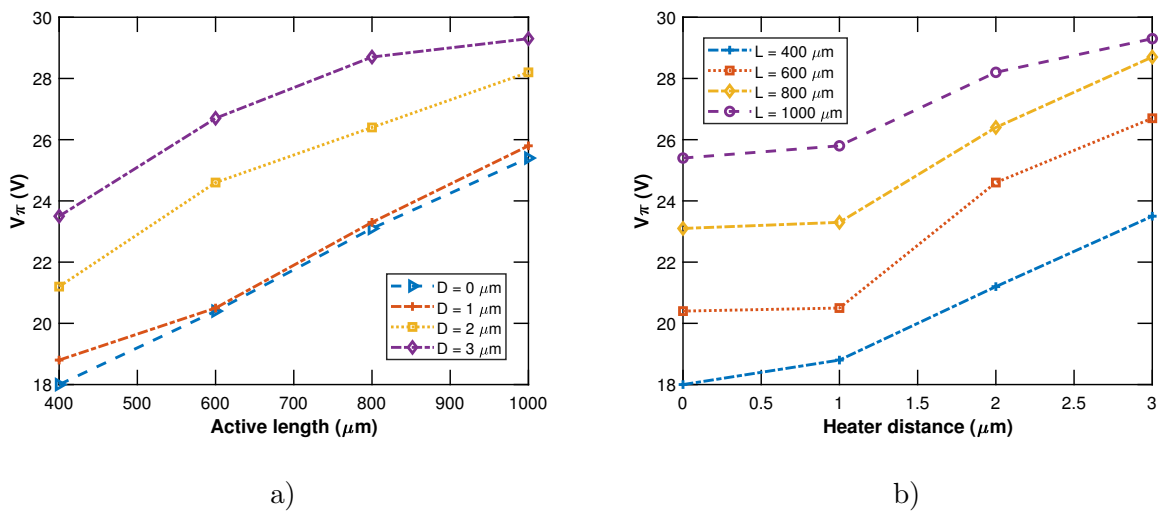 30
28
26
24
22
20
18
Vπ (V)
D = 0 μm
D = 1 μm
D = 2 μm
D = 3 μm
400 500 600 700 800 900 1000
Active length (μm)
a)
30
28
26
24
22
20
18
Vπ (V)
L = 400 μm
L = 600 μm
L = 800 μm
L = 1000 μm
0 0.5 1 1.5 2 2.5 3
Heater distance (μm)
b)